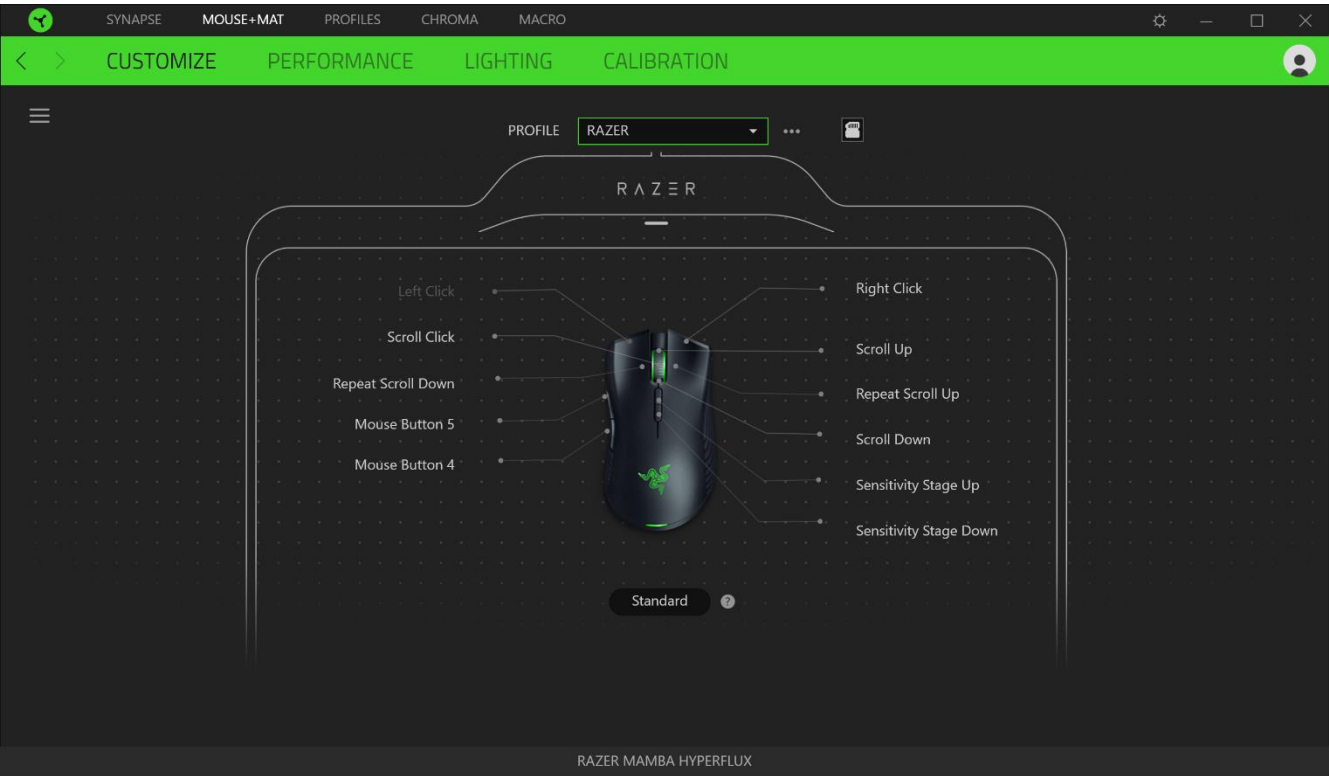 SYNAPSE MOUSE+MAT PROFILES CHROMA MACRO
CUSTOMIZE PERFORMANCE LIGHTING CALIBRATION
PROFILE RAZER
RAZER
Left Click
Scroll Click
Repeat Scroll Down
Mouse Button 5
Mouse Button 4
Right Click
Scroll Up
Repeat Scroll Up
Scroll Down
Sensitivity Stage Up
Sensitivity Stage Down
Standard ?
RAZER MAMBA HYPERFLUX